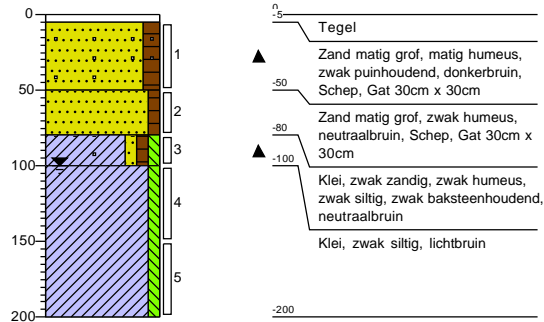 0
50
100
150
200
1
2
3
4
5
0
-5
Tegel
Zand matig grof, matig humeus,
zwak puinhoudend, donkerbruin,
Schep, Gat 30cm x 30cm
-50
Zand matig grof, zwak humeus,
neutraalbruin, Schep, Gat 30cm x
30cm
-80
Klei, zwak zandig, zwak humeus,
zwak siltig, zwak baksteenhoudend,
neutraalbruin
-100
Klei, zwak siltig, lichtbruin
-200